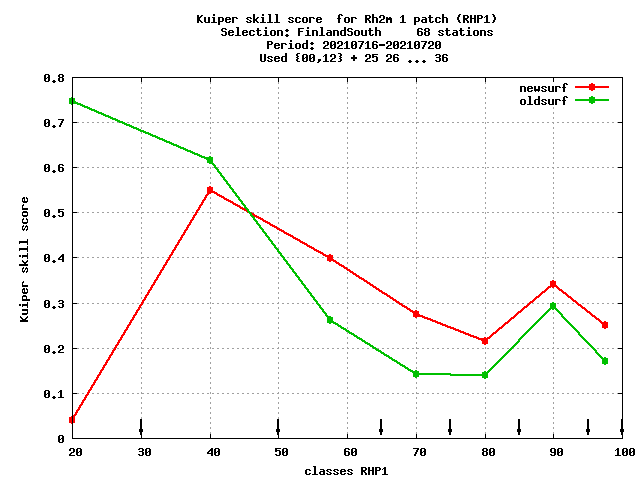 Kuiper skill score  for Rh2m 1 patch (RHP1)
Selection: FinlandSouth     68 stations
Period: 20210716-20210720
Used {00,12} + 25 26 ... 36
newsurf
oldsurf
0.8
0.7
0.6
0.5
0.4
0.3
0.2
0.1
0
Kuiper skill score
20 30 40 50 60 70 80 90 100
classes RHP1